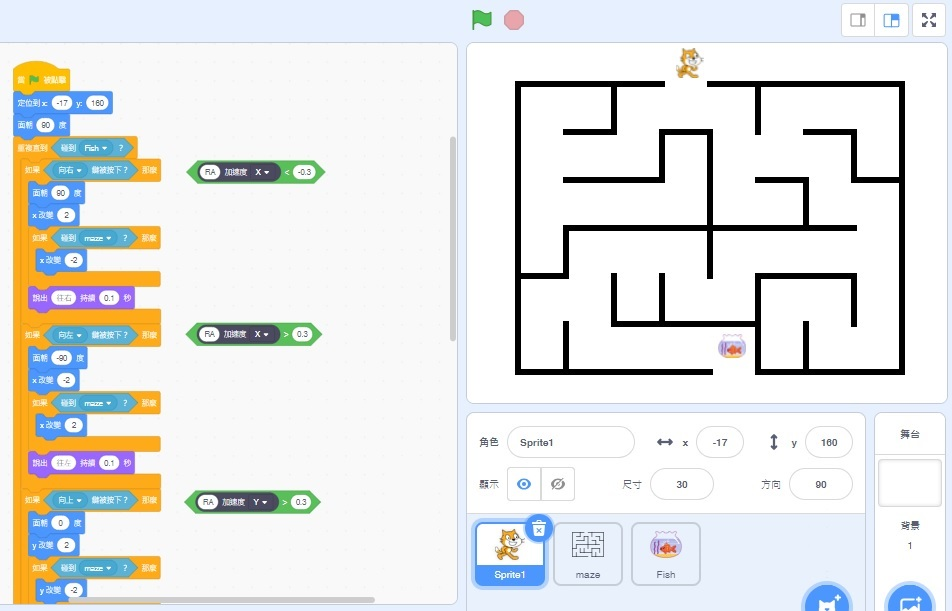 當 被點擊
定位到 x: -17 y: 160
面朝 90 度
重複直到 碰到 Fish ?
如果 向右 鍵被按下? 那麼
RA 加速度 X < -0.3
面朝 90 度
x 改變 2
如果 碰到 maze ? 那麼
x 改變 -2
說出 往右 持續 0.1 秒
如果 向左 鍵被按下? 那麼
RA 加速度 X > 0.3
面朝 -90 度
x 改變 -2
如果 碰到 maze ? 那麼
x 改變 2
說出 往左 持續 0.1 秒
如果 向上 鍵被按下? 那麼
RA 加速度 Y > 0.3
面朝 0 度
y 改變 2
如果 碰到 maze ? 那麼
y 改變 -2
角色 Sprite1 x -17 y 160
顯示 尺寸 30 方向 90
Sprite1
maze
Fish
舞台
背景
1